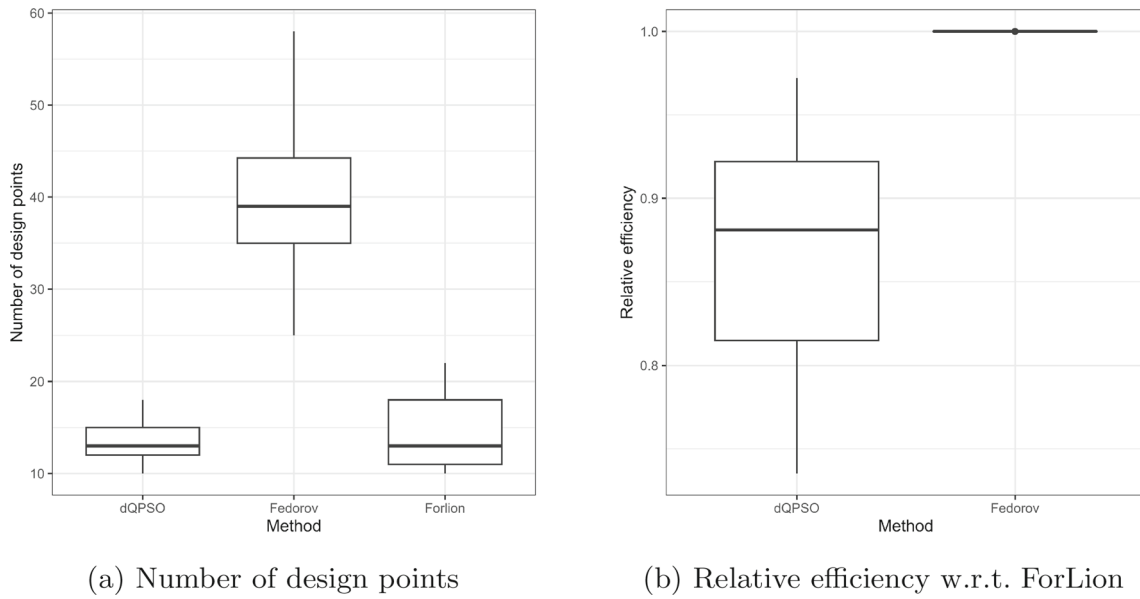 60
50
40
30
20
10
Number of design points
dQPSO Fedorov Forlion
Method
(a) Number of design points
1.0
0.9
0.8
Relative efficiency
dQPSO Fedorov
Method
(b) Relative efficiency w.r.t. ForLion